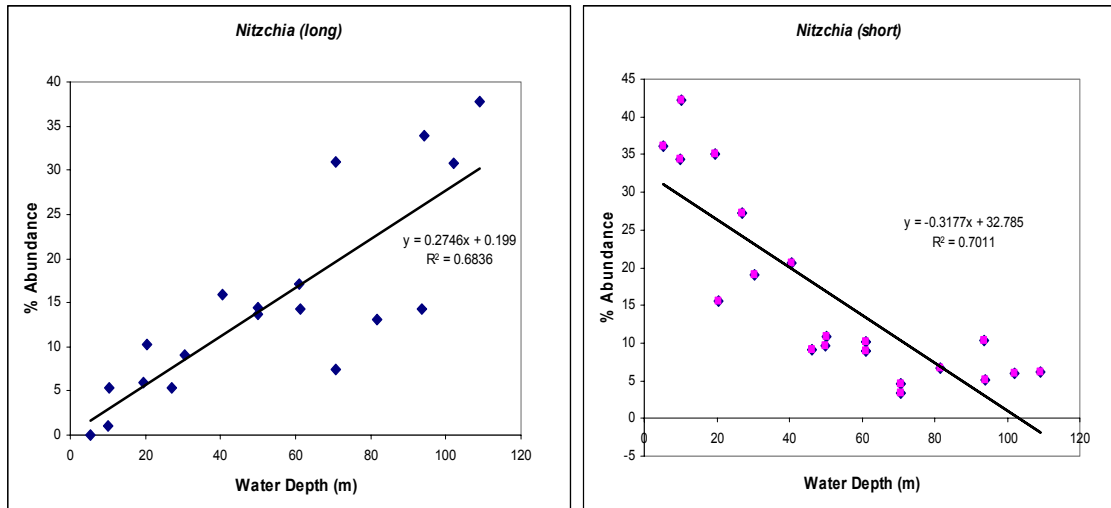 Nitzchia (long)
40
35
30
25
20
15
10
5
0
% Abundance
y = 0.2746x + 0.199
R² = 0.6836
0 20 40 60 80 100 120
Water Depth (m)
Nitzchia (short)
45
40
35
30
25
20
15
10
5
0
-5
% Abundance
y = -0.3177x + 32.785
R² = 0.7011
0 20 40 60 80 100 120
Water Depth (m)